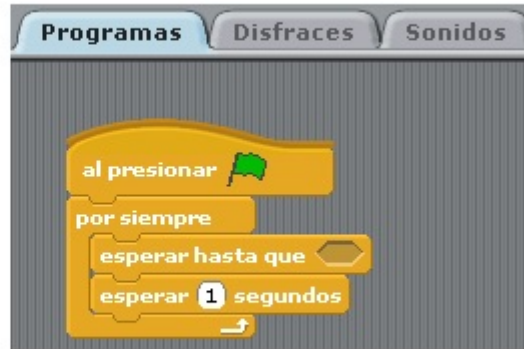 Programas Disfraces Sonidos
al presionar
por siempre
esperar hasta que
esperar 1 segundos